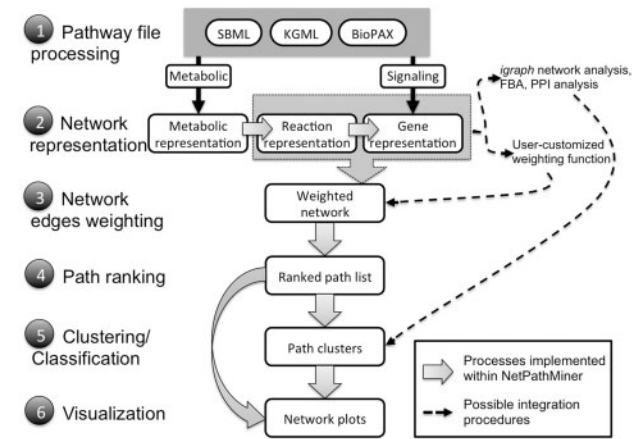 1 Pathway file
processing
SBML KGML BioPAX
Metabolic Signaling
igraph network analysis,
FBA, PPI analysis
2 Network
representation
Metabolic
representation
Reaction
representation
Gene
representation
User-customized
weighting function
3 Network
edges weighting
Weighted
network
4 Path ranking
Ranked path list
5 Clustering/
Classification
Path clusters
Processes implemented
within NetPathMiner
6 Visualization
Network plots
Possible integration
procedures